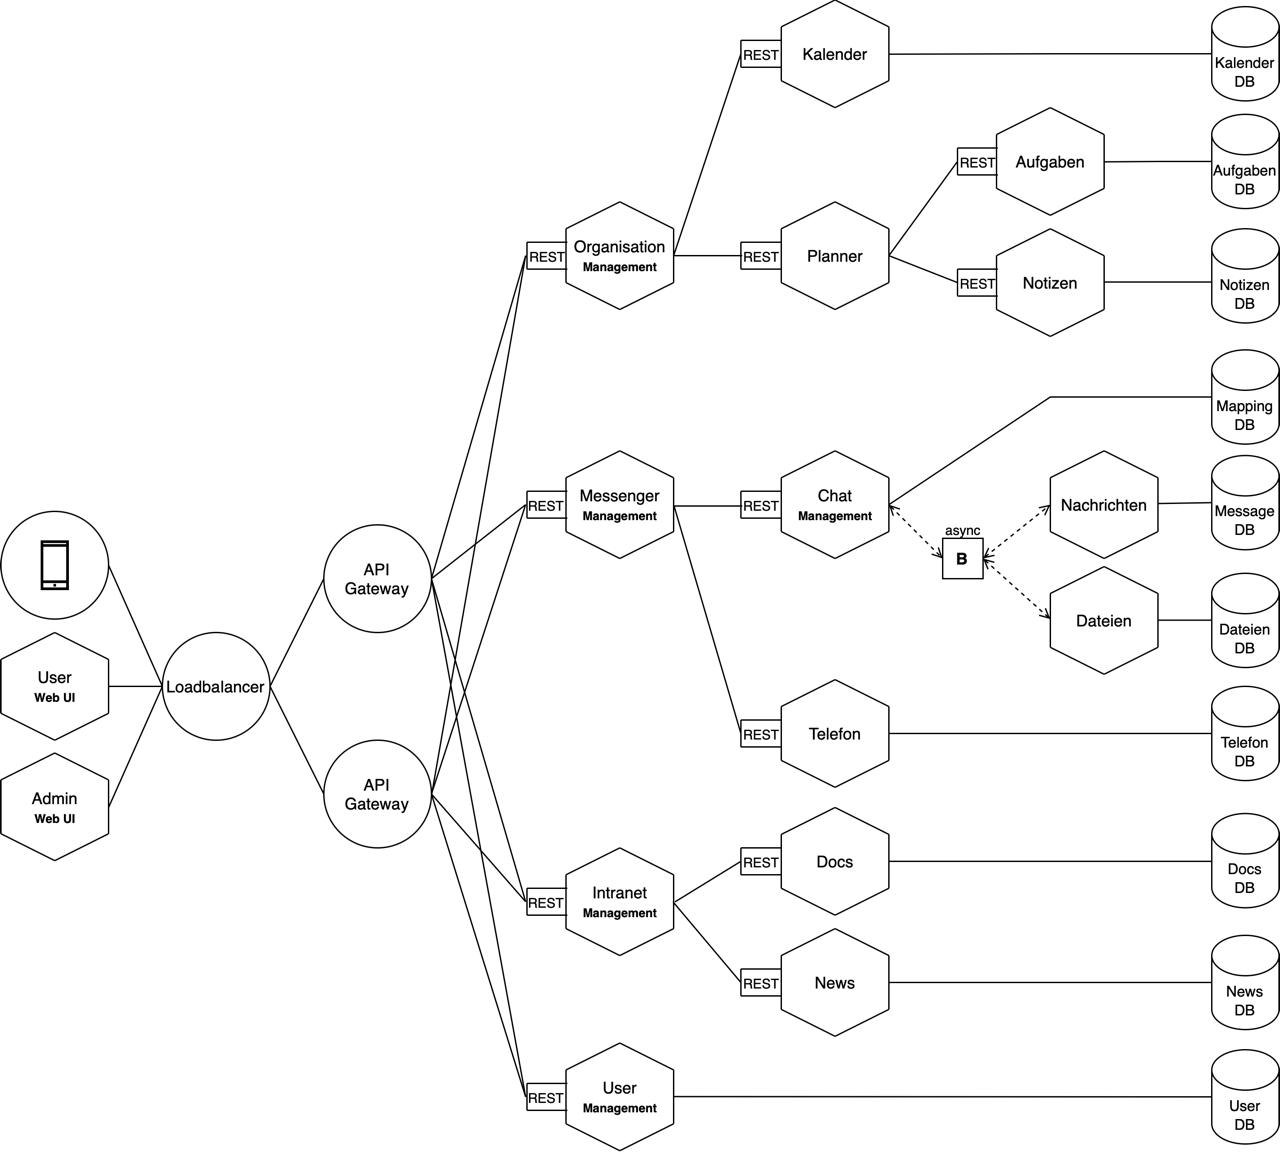 REST
Kalender
Kalender
DB
REST
Aufgaben
Aufgaben
DB
REST
Organisation
Management
REST
Planner
REST
Notizen
Notizen
DB
Mapping
DB
REST
Messenger
Management
REST
Chat
Management
async
B
Nachrichten
Message
DB
Dateien
Dateien
DB
API
Gateway
User
Web UI
Loadbalancer
REST
Telefon
Telefon
DB
Admin
Web UI
API
Gateway
REST
Intranet
Management
REST
Docs
Docs
DB
REST
News
News
DB
REST
User
Management
User
DB